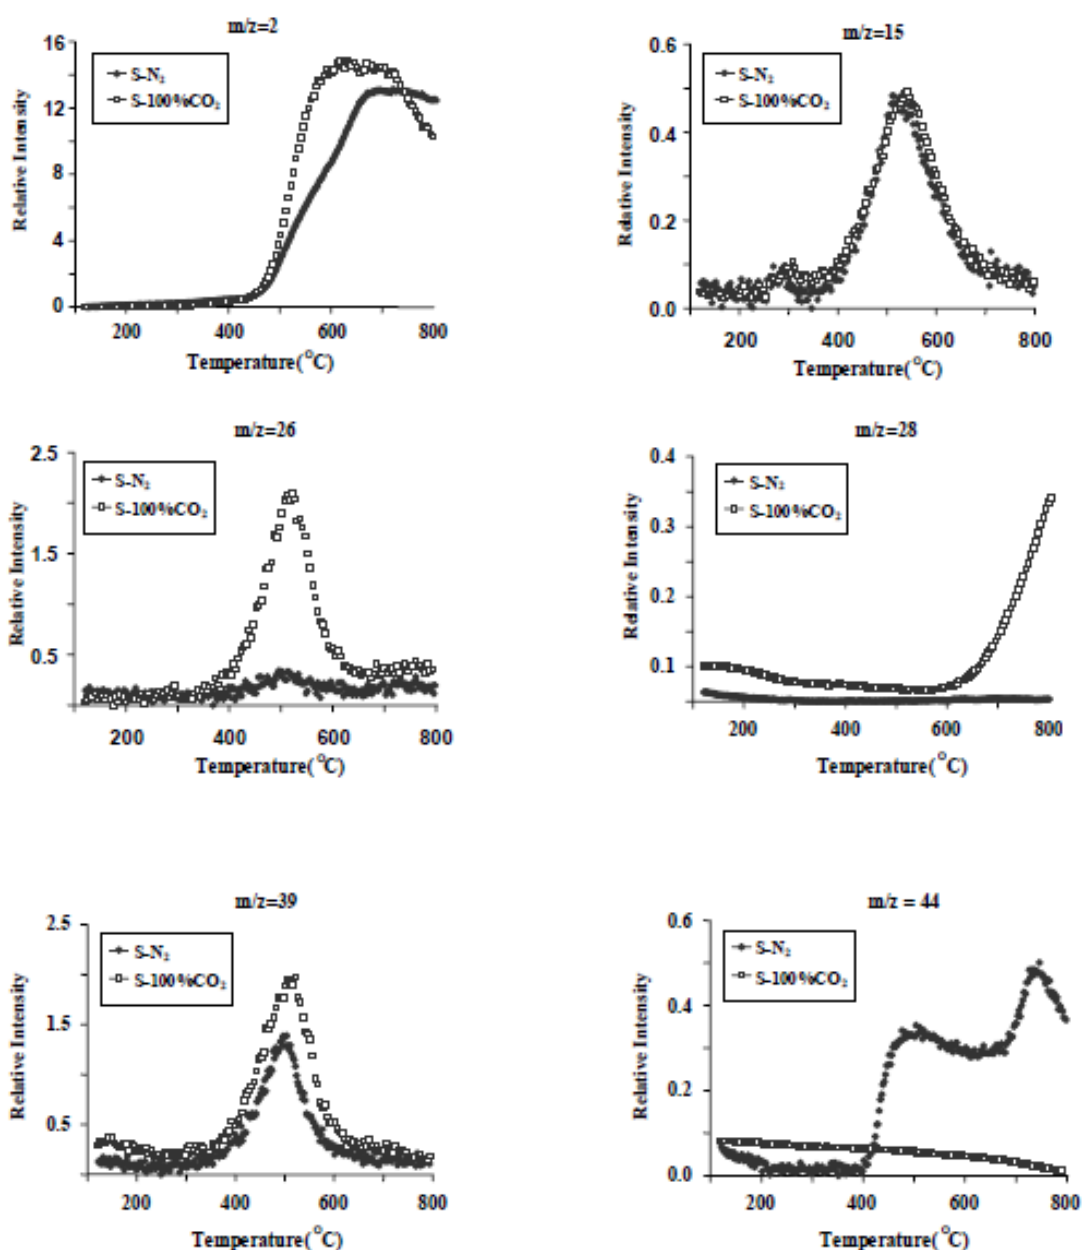 m/z=2
16
12
8
4
0
S-N₂
S-100%CO₂
Relative Intensity
200 400 600 800
Temperature(°C)
m/z=15
0.6
0.4
0.2
0.0
S-N₂
S-100%CO₂
Relative Intensity
200 400 600 800
Temperature(°C)
m/z=26
2.5
1.5
0.5
S-N₂
S-100%CO₂
Relative Intensity
200 400 600 800
Temperature(°C)
m/z=28
0.4
0.3
0.2
0.1
S-N₂
S-100%CO₂
Relative Intensity
200 400 600 800
Temperature(°C)
m/z=39
2.5
1.5
0.5
S-N₂
S-100%CO₂
Relative Intensity
200 400 600 800
Temperature(°C)
m/z = 44
0.6
0.4
0.2
0.0
S-N₂
S-100%CO₂
Relative Intensity
200 400 600 800
Temperature(°C)